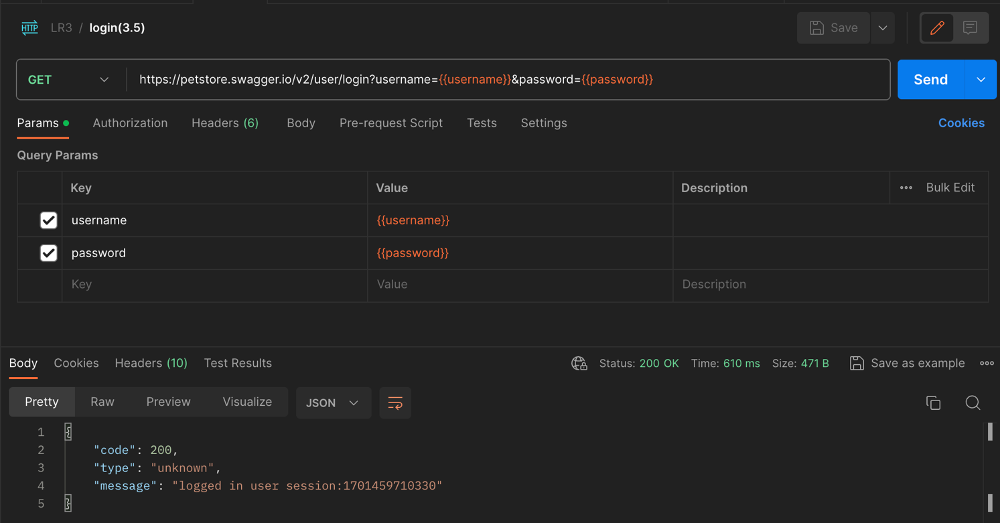 HTTP LR3 / login(3.5) Save
GET https://petstore.swagger.io/v2/user/login?username={{username}}&password={{password}} Send
Params Authorization Headers (6) Body Pre-request Script Tests Settings Cookies
Query Params
Key Value Description Bulk Edit
username {{username}}
password {{password}}
Key Value Description
Body Cookies Headers (10) Test Results Status: 200 OK Time: 610 ms Size: 471 B Save as example
Pretty Raw Preview Visualize JSON
1 {
2 "code": 200,
3 "type": "unknown",
4 "message": "logged in user session:1701459710330"
5 }